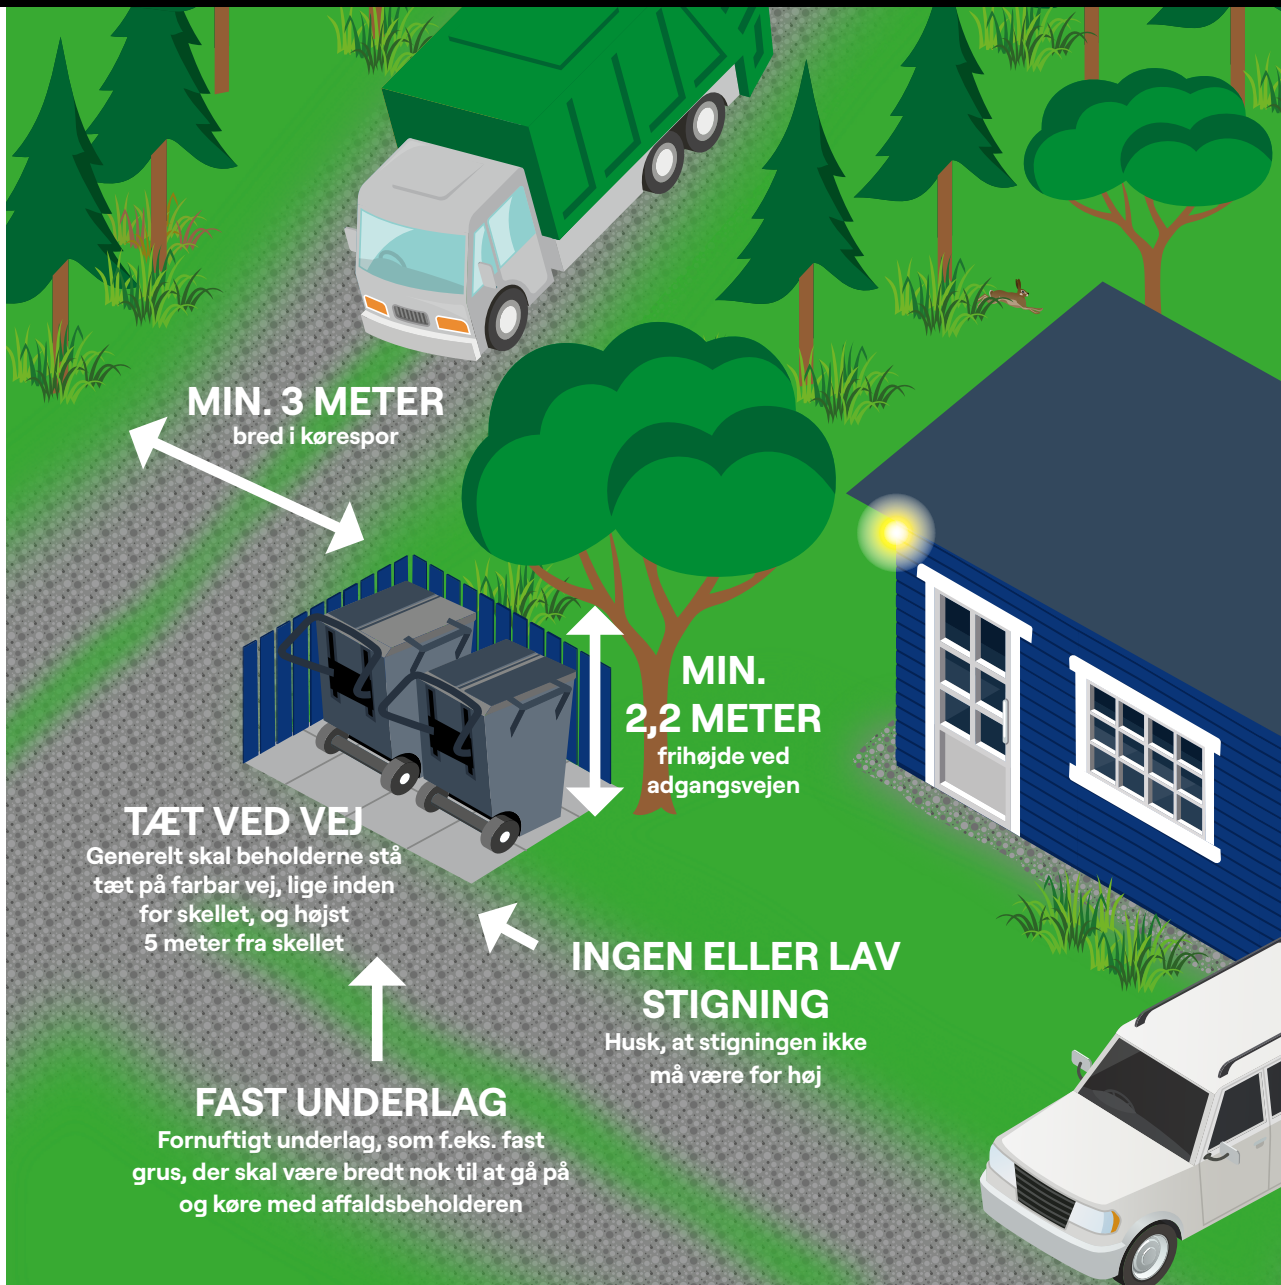 MIN. 3 METER
bred i kørespor
MIN.
2,2 METER
frihøjde ved
adgangsvejen
TÆT VED VEJ
Generelt skal beholderne stå
tæt på farbar vej, lige inden
for skellet, og højst
5 meter fra skellet
INGEN ELLER LAV
STIGNING
Husk, at stigningen ikke
må være for høj
FAST UNDERLAG
Fornuftigt underlag, som f.eks. fast
grus, der skal være bredt nok til at gå på
og køre med affaldsbeholderen